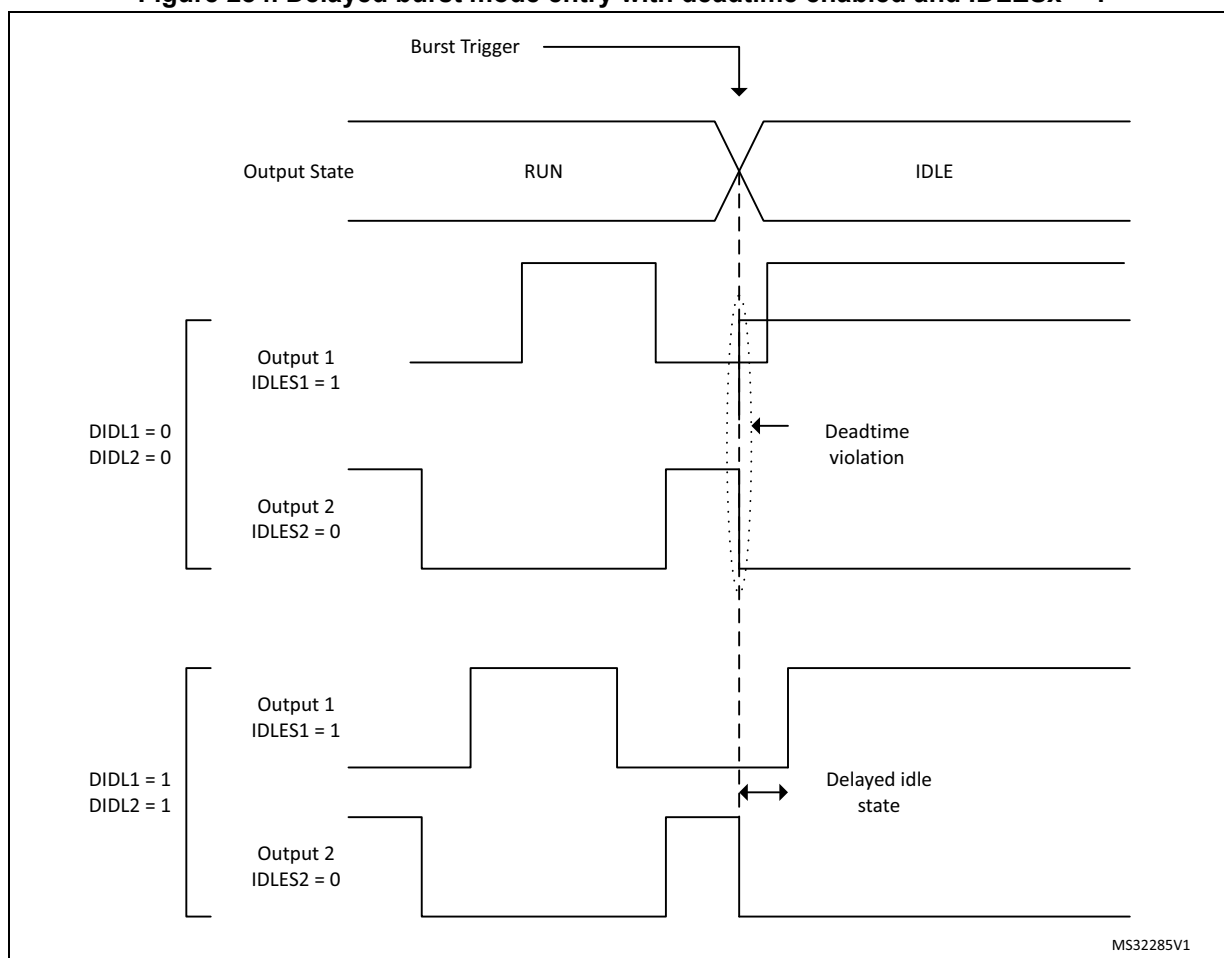 Burst Trigger
Output State
RUN
IDLE
Output 1
IDLES1 = 1
DIDL1 = 0
DIDL2 = 0
Deadtime
violation
Output 2
IDLES2 = 0
Output 1
IDLES1 = 1
DIDL1 = 1
DIDL2 = 1
Delayed idle
state
Output 2
IDLES2 = 0
MS32285V1